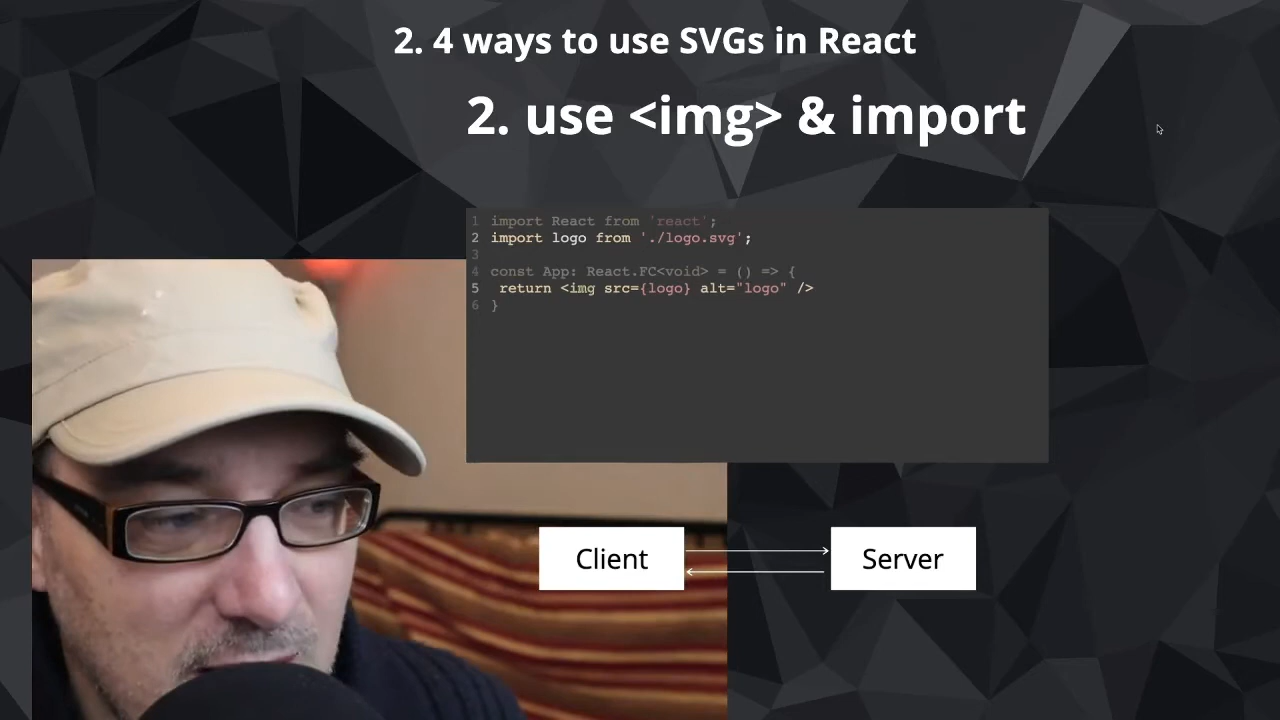 2. 4 ways to use SVGs in React
2. use <img> & import
1 import React from 'react';
2 import logo from './logo.svg';
3
4 const App: React.FC<void> = () => {
5 return <img src={logo} alt="logo" />
6 }
Client
Server